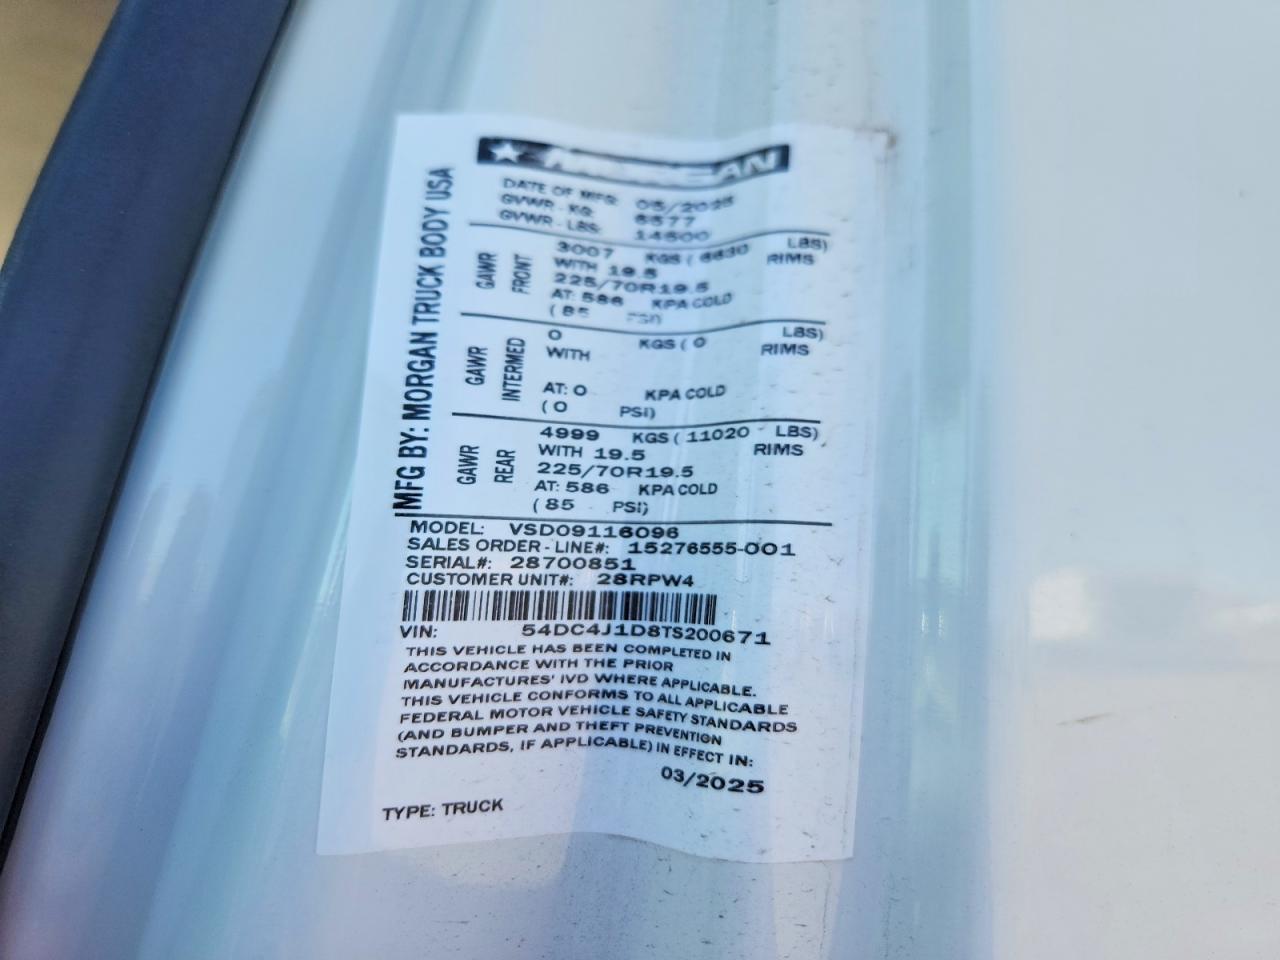 MORGAN
MFG BY: MORGAN TRUCK BODY USA
DATE OF MFG: 05/2025
GVWR - KG: 6577
GVWR - LBS: 14500
GAWR FRONT
3007 KGS ( 6630 LBS)
WITH 19.5 RIMS
225/70R19.5
AT: 586 KPA COLD
( 85 PSI)
GAWR INTERMED
0 KGS ( 0 LBS)
WITH RIMS
AT: 0 KPA COLD
( 0 PSI)
GAWR REAR
4999 KGS ( 11020 LBS)
WITH 19.5 RIMS
225/70R19.5
AT: 586 KPA COLD
( 85 PSI)
MODEL: VSD09116096
SALES ORDER - LINE#: 15276555-001
SERIAL#: 28700851
CUSTOMER UNIT#: 28RPW4
VIN: 54DC4J1D8TS200671
THIS VEHICLE HAS BEEN COMPLETED IN
ACCORDANCE WITH THE PRIOR
MANUFACTURES' IVD WHERE APPLICABLE.
THIS VEHICLE CONFORMS TO ALL APPLICABLE
FEDERAL MOTOR VEHICLE SAFETY STANDARDS
(AND BUMPER AND THEFT PREVENTION
STANDARDS, IF APPLICABLE) IN EFFECT IN:
03/2025
TYPE: TRUCK